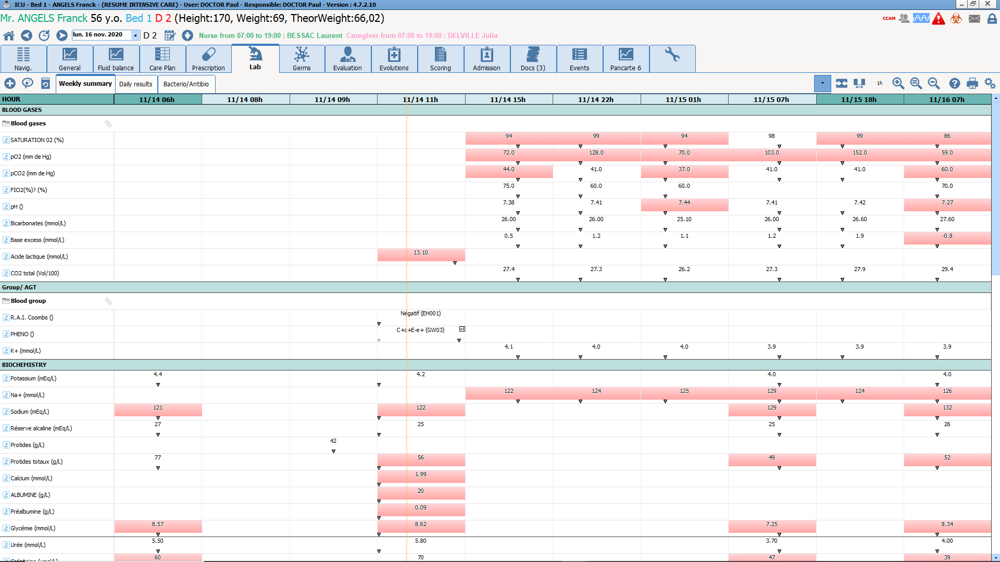 ICU - Bed 1 - ANGELS Franck - (RESUME INTENSIVE CARE) - User: DOCTOR Paul - Responsible: DOCTOR Paul - Version : 4.7.2.10
Mr. ANGELS Franck 56 y.o. Bed 1 D 2 (Height:170, Weight:69, TheorWeight:66,02) CCAM
lun. 16 nov. 2020 D 2 Nurse from 07:00 to 19:00 : BESSAC Laurent Caregiver from 07:00 to 19:00 : DELVILLE Julia
Navig. General Fluid balance Care Plan Prescription Lab Germs Evaluation Evolutions Scoring Admission Docs (3) Events Pancarte 6
Weekly summary Daily results Bacterio/Antibio 1h
HOUR 11/14 06h 11/14 08h 11/14 09h 11/14 11h 11/14 15h 11/14 22h 11/15 01h 11/15 07h 11/15 18h 11/16 07h
BLOOD GASES
Blood gases
SATURATION 02 (%) 94 99 94 98 99 86
pO2 (mm de Hg) 72.0 128.0 70.0 103.0 152.0 59.0
pCO2 (mm de Hg) 44.0 41.0 37.0 41.0 41.0 60.0
FIO2(%)? (%) 75.0 60.0 60.0 70.0
pH () 7.38 7.41 7.44 7.41 7.42 7.27
Bicarbonates (mmol/L) 26.00 26.00 25.10 26.00 26.60 27.60
Base excess (mmol/L) 0.5 1.2 1.1 1.2 1.9 -0.8
Acide lactique (mmol/L) 13.10
CO2 total (Vol/100) 27.4 27.3 26.2 27.3 27.9 29.4
Group/ AGT
Blood group
R.A.I. Coombs () Négatif (EH001)
PHENO () C+c+E-e+ (GW03) +1
K+ (mmol/L) 4.1 4.0 4.0 3.9 3.9 3.9
BIOCHEMISTRY
Potassium (mEq/L) 4.4 4.2 4.0 4.0
Na+ (mmol/L) 122 124 125 129 124 126
Sodium (mEq/L) 121 122 129 132
Réserve alcaline (mEq/L) 27 25 25 26
Protides (g/L) 42
Protides totaux (g/L) 77 56 49 52
Calcium (mmol/L) 1.99
ALBUMINE (g/L) 20
Préalbumine (g/L) 0.09
Glycémie (mmol/L) 8.57 8.62 7.25 8.34
Urée (mmol/L) 5.50 5.80 3.70 4.00
60 70 47 39